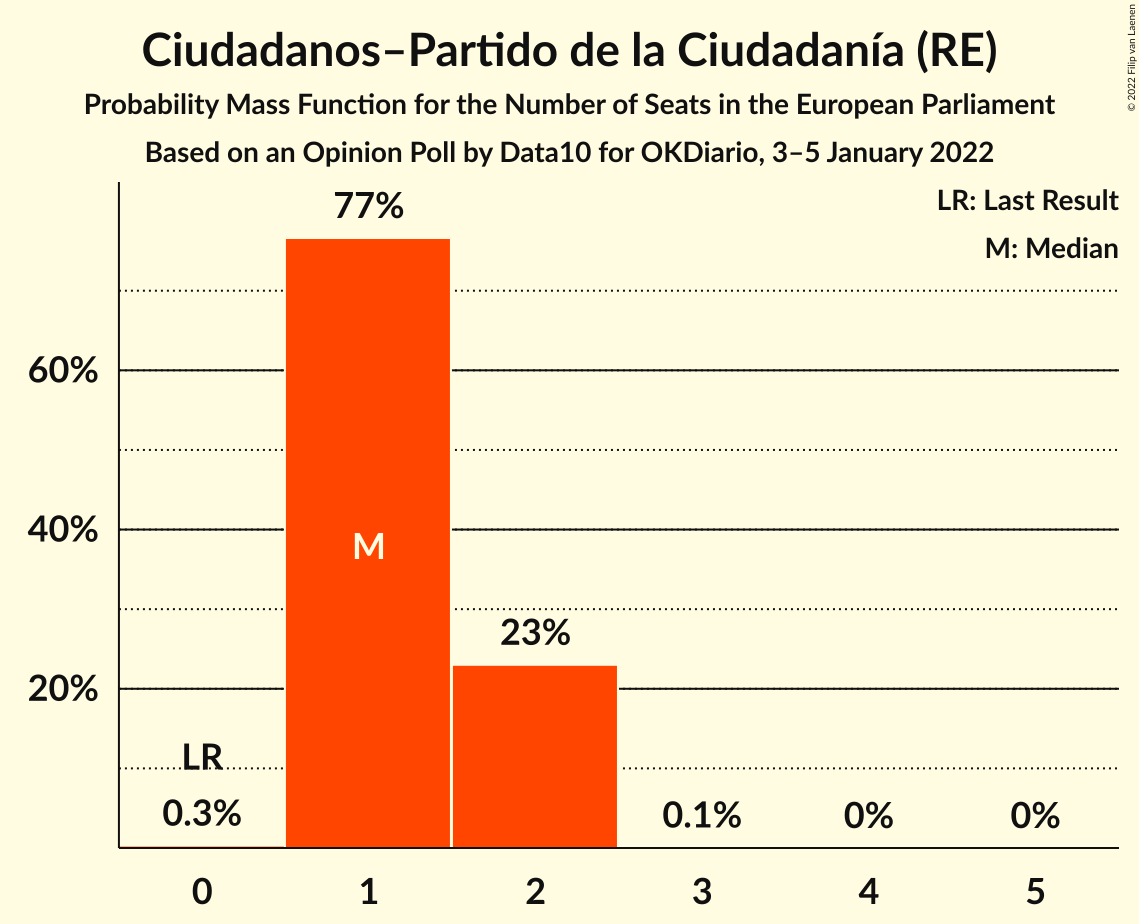 Ciudadanos–Partido de la Ciudadanía (RE)
Probability Mass Function for the Number of Seats in the European Parliament
Based on an Opinion Poll by Data10 for OKDiario, 3–5 January 2022
© 2022 Filip van Laenen
LR: Last Result
M: Median
77%
60%
40%
M
23%
20%
LR
0.3%
0.1%
0%
0%
0
1
2
3
4
5